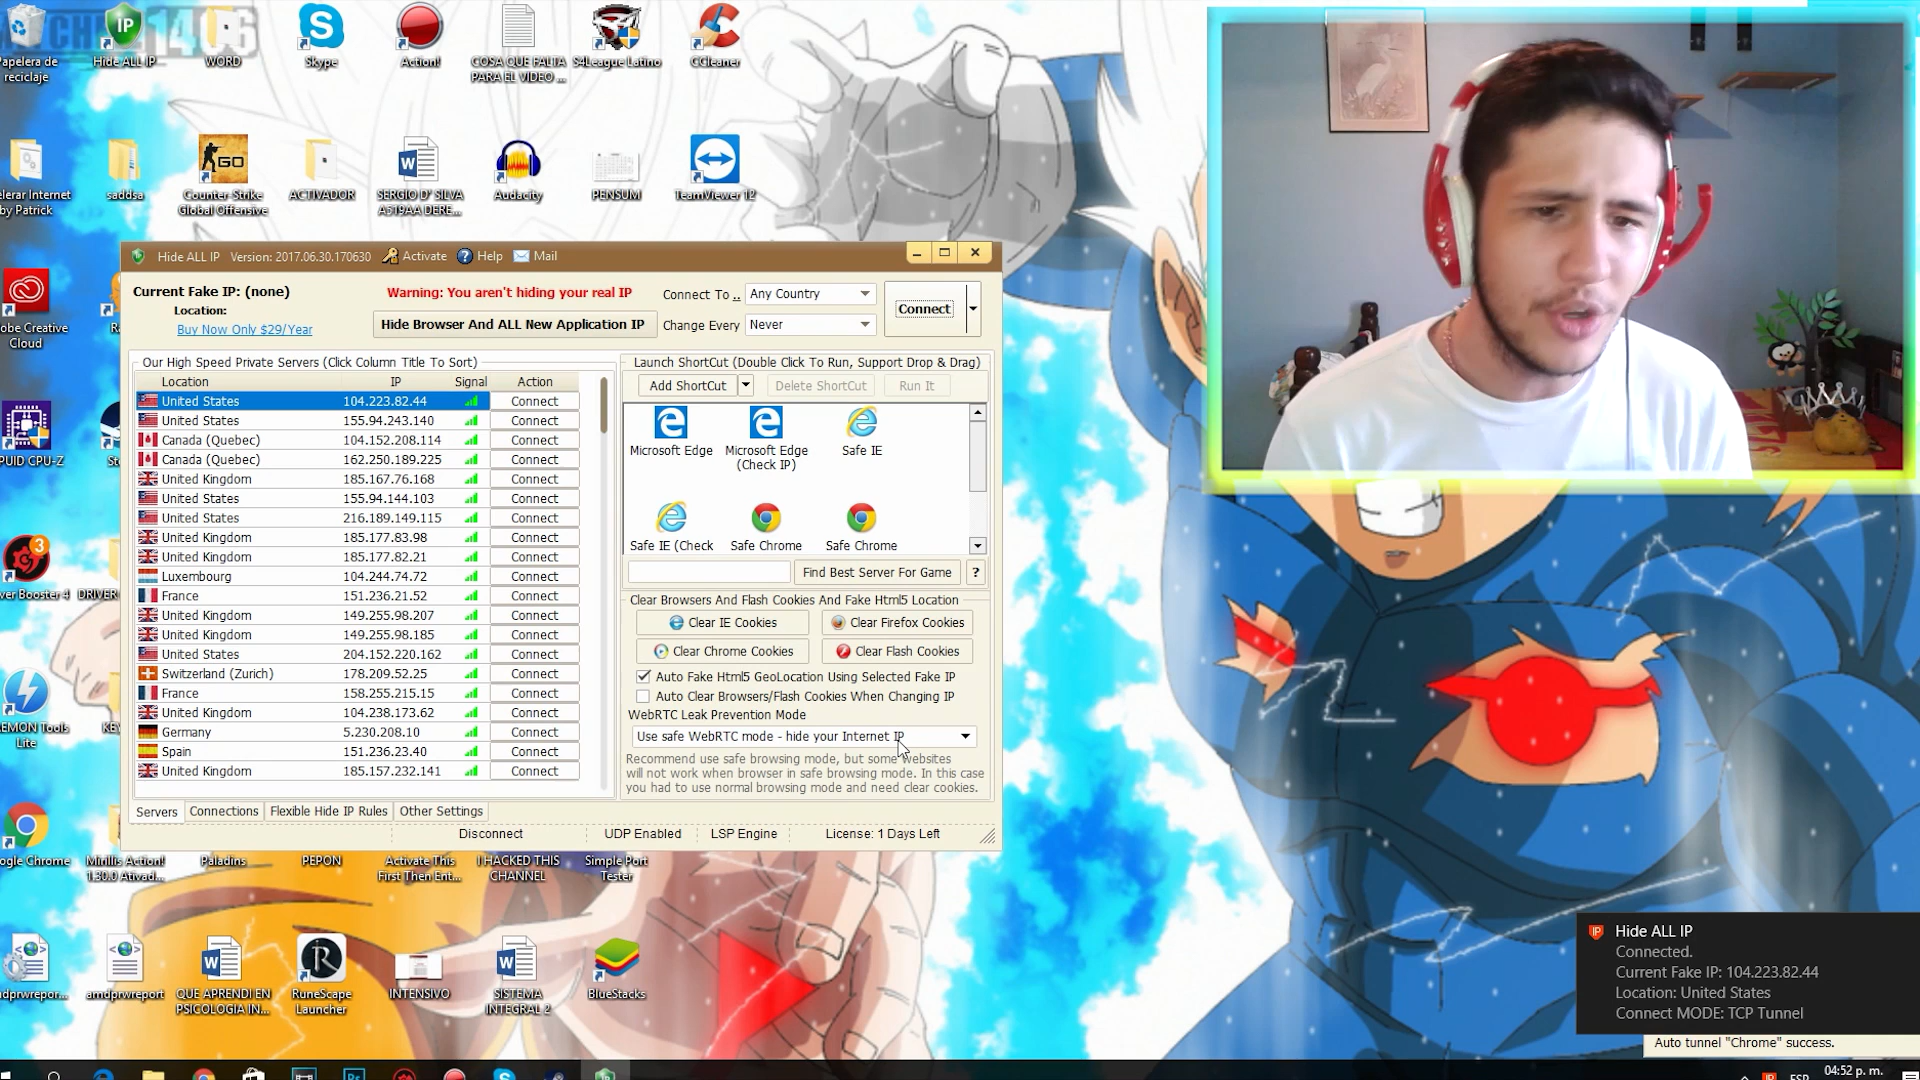 1406
Papelera de
reciclaje
Hide ALL IP
WORD
Skype
Action!
COSA QUE FALTA
PARA EL VIDEO ...
S4League Latino
CCleaner
elerar Internet
by Patrick
saddsa
GO
Counter-Strike
Global Offensive
ACTIVADOR
SERGIO D' SILVA
A519AA DERE...
Audacity
PENSUM
TeamViewer 12
obe Creative
Cloud
PUID CPU-Z
3
ver Booster 4
DRIVER
AEMON Tools
Lite
ogle Chrome
Mirillis Action!
1.30.0 Ativad...
Paladins
PEPON
Activate This
First Then Ent...
I HACKED THIS
CHANNEL
Simple Port
Tester
dprwrepor...
amdprwreport
QUE APRENDI EN
PSICOLOGIA IN...
RuneScape
Launcher
INTENSIVO
SISTEMA
INTEGRAL 2
BlueStacks
Hide ALL IP Version: 2017.06.30.170630 Activate Help Mail
Current Fake IP: (none)
Location:
Buy Now Only $29/Year
Warning: You aren't hiding your real IP
Hide Browser And ALL New Application IP
Connect To .. Any Country
Change Every Never
Connect
Our High Speed Private Servers (Click Column Title To Sort)
Location IP Signal Action
United States 104.223.82.44 Connect
United States 155.94.243.140 Connect
Canada (Quebec) 104.152.208.114 Connect
Canada (Quebec) 162.250.189.225 Connect
United Kingdom 185.167.76.168 Connect
United States 155.94.144.103 Connect
United States 216.189.149.115 Connect
United Kingdom 185.177.83.98 Connect
United Kingdom 185.177.82.21 Connect
Luxembourg 104.244.74.72 Connect
France 151.236.21.52 Connect
United Kingdom 149.255.98.207 Connect
United Kingdom 149.255.98.185 Connect
United States 204.152.220.162 Connect
Switzerland (Zurich) 178.209.52.25 Connect
France 158.255.215.15 Connect
United Kingdom 104.238.173.62 Connect
Germany 5.230.208.10 Connect
Spain 151.236.23.40 Connect
United Kingdom 185.157.232.141 Connect
Servers Connections Flexible Hide IP Rules Other Settings
Launch ShortCut (Double Click To Run, Support Drop & Drag)
Add ShortCut Delete ShortCut Run It
Microsoft Edge
Microsoft Edge
(Check IP)
Safe IE
Safe IE (Check
Safe Chrome
Safe Chrome
Find Best Server For Game ?
Clear Browsers And Flash Cookies And Fake Html5 Location
Clear IE Cookies Clear Firefox Cookies
Clear Chrome Cookies Clear Flash Cookies
Auto Fake Html5 GeoLocation Using Selected Fake IP
Auto Clear Browsers/Flash Cookies When Changing IP
WebRTC Leak Prevention Mode
Use safe WebRTC mode - hide your Internet IP
Recommend use safe browsing mode, but some websites
will not work when browser in safe browsing mode. In this case
you had to use normal browsing mode and need clear cookies.
Disconnect UDP Enabled LSP Engine License: 1 Days Left
Hide ALL IP
Connected.
Current Fake IP: 104.223.82.44
Location: United States
Connect MODE: TCP Tunnel
Auto tunnel "Chrome" success.
ESP
04:52 p. m.